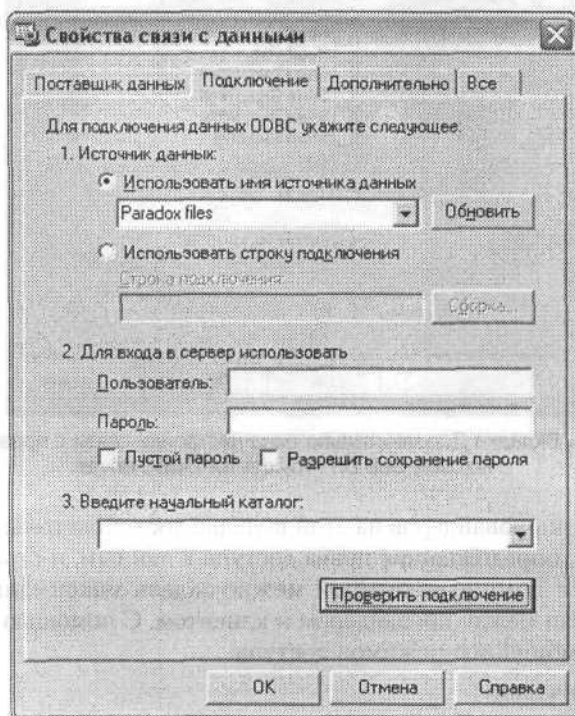 Свойства связи с данными
Поставщик данных Подключение Дополнительно Все
Для подключения данных ODBC укажите следующее:
1. Источник данных:
Использовать имя источника данных
Paradox files Обновить
Использовать строку подключения
Строка подключения:
Сборка...
2. Для входа в сервер использовать
Пользователь:
Пароль:
Пустой пароль Разрешить сохранение пароля
3. Введите начальный каталог:
Проверить подключение
OK Отмена Справка